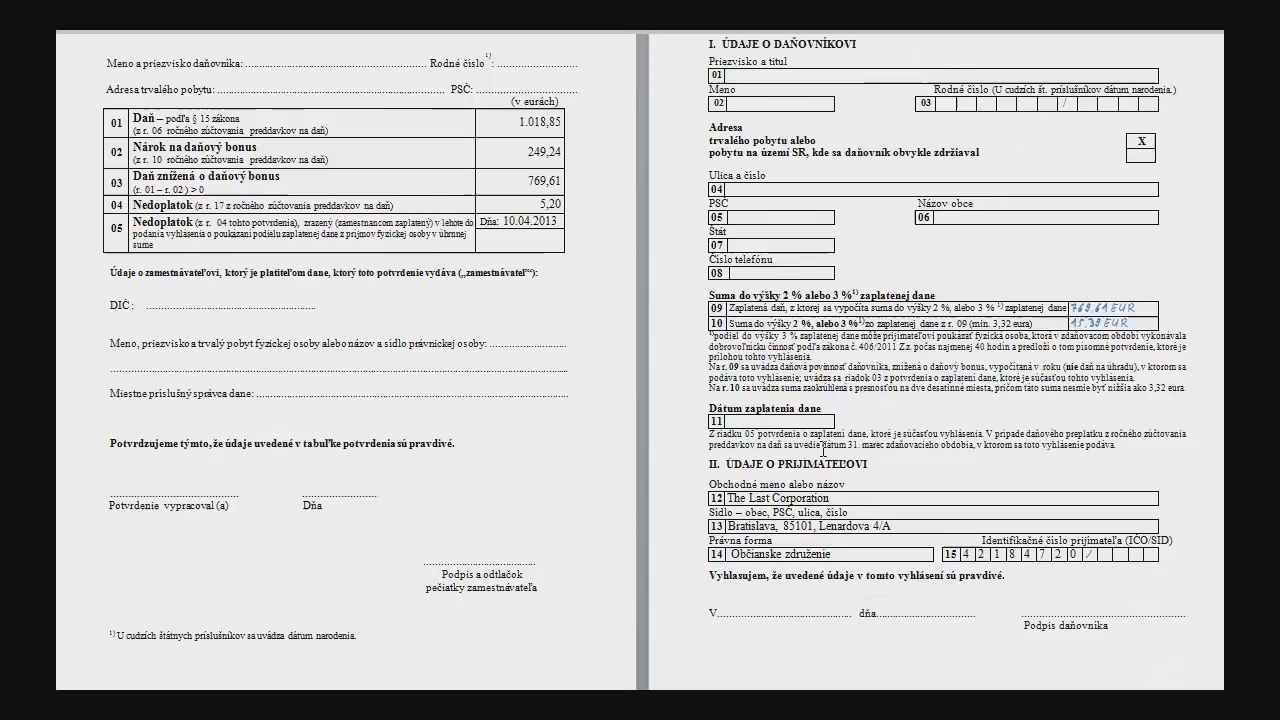 Meno a priezvisko daňovníka: ................................................................ Rodné číslo 1): ............................
Adresa trvalého pobytu: ................................................................................ PSČ: ....................................
(v eurách)
01 Daň – podľa § 15 zákona 1.018,85
(z r. 06 ročného zúčtovania preddavkov na daň)
02 Nárok na daňový bonus 249,24
(z r. 10 ročného zúčtovania preddavkov na daň)
03 Daň znížená o daňový bonus 769,61
(r. 01 – r. 02 ) > 0
04 Nedoplatok (z r. 17 z ročného zúčtovania preddavkov na daň) 5,20
05 Nedoplatok (z r. 04 tohto potvrdenia), zrazený (zamestnancom zaplatený) v lehote do Dňa: 10.04.2013
podania vyhlásenia o poukázaní podielu zaplatenej dane z príjmov fyzickej osoby v úhrnnej
sume
Údaje o zamestnávateľovi, ktorý je platiteľom dane, ktorý toto potvrdenie vydáva („zamestnávateľ"):
DIČ : ............................................................
Meno, priezvisko a trvalý pobyt fyzickej osoby alebo názov a sídlo právnickej osoby: ...........................
................................................................................................................................................
Miestne príslušný správca dane: ................................................................................................
Potvrdzujeme týmto, že údaje uvedené v tabuľke potvrdenia sú pravdivé.
............................................. ..........................
Potvrdenie vypracoval (a) Dňa
........................................
Podpis a odtlačok
pečiatky zamestnávateľa
1) U cudzích štátnych príslušníkov sa uvádza dátum narodenia.
I. ÚDAJE O DAŇOVNÍKOVI
Priezvisko a titul
01
Meno Rodné číslo (U cudzích št. príslušníkov dátum narodenia.)
02 03 /
Adresa
trvalého pobytu alebo X
pobytu na území SR, kde sa daňovník obvykle zdržiaval
Ulica a číslo
04
PSČ Názov obce
05 06
Štát
07
Číslo telefónu
08
Suma do výšky 2 % alebo 3 %1) zaplatenej dane
09 Zaplatená daň, z ktorej sa vypočíta suma do výšky 2 %, alebo 3 % 1) zaplatenej dane 769,61 EUR
10 Suma do výšky 2 %, alebo 3%1)zo zaplatenej dane z r. 09 (min. 3,32 eura) 15,39 EUR
1)podiel do výšky 3 % zaplatenej dane môže prijímateľovi poukázať fyzická osoba, ktorá v zdaňovacom období vykonávala
dobrovoľnícku činnosť podľa zákona č. 406/2011 Z.z. počas najmenej 40 hodín a predloží o tom písomné potvrdenie, ktoré je
prílohou tohto vyhlásenia.
Na r. 09 sa uvádza daňová povinnosť daňovníka, znížená o daňový bonus, vypočítaná v roku (nie daň na úhradu), v ktorom sa
podáva toto vyhlásenie; uvádza sa riadok 03 z potvrdenia o zaplatení dane, ktoré je súčasťou tohto vyhlásenia.
Na r. 10 sa uvádza suma zaokrúhlená s presnosťou na dve desatinné miesta, pričom táto suma nesmie byť nižšia ako 3,32 eura.
Dátum zaplatenia dane
11
Z riadku 05 potvrdenia o zaplatení dane, ktoré je súčasťou vyhlásenia. V prípade daňového preplatku z ročného zúčtovania
preddavkov na daň sa uvedie dátum 31. marec zdaňovacieho obdobia, v ktorom sa toto vyhlásenie podáva.
II. ÚDAJE O PRIJÍMATEĽOVI
Obchodné meno alebo názov
12 The Last Corporation
Sídlo – obec, PSČ, ulica, číslo
13 Bratislava, 85101, Lenardova 4/A
Právna forma Identifikačné číslo prijímateľa (IČO/SID)
14 Občianske združenie 15 4 2 1 8 4 7 2 0 /
Vyhlasujem, že uvedené údaje v tomto vyhlásení sú pravdivé.
V................................................ dňa................................... ..........................................................
Podpis daňovníka